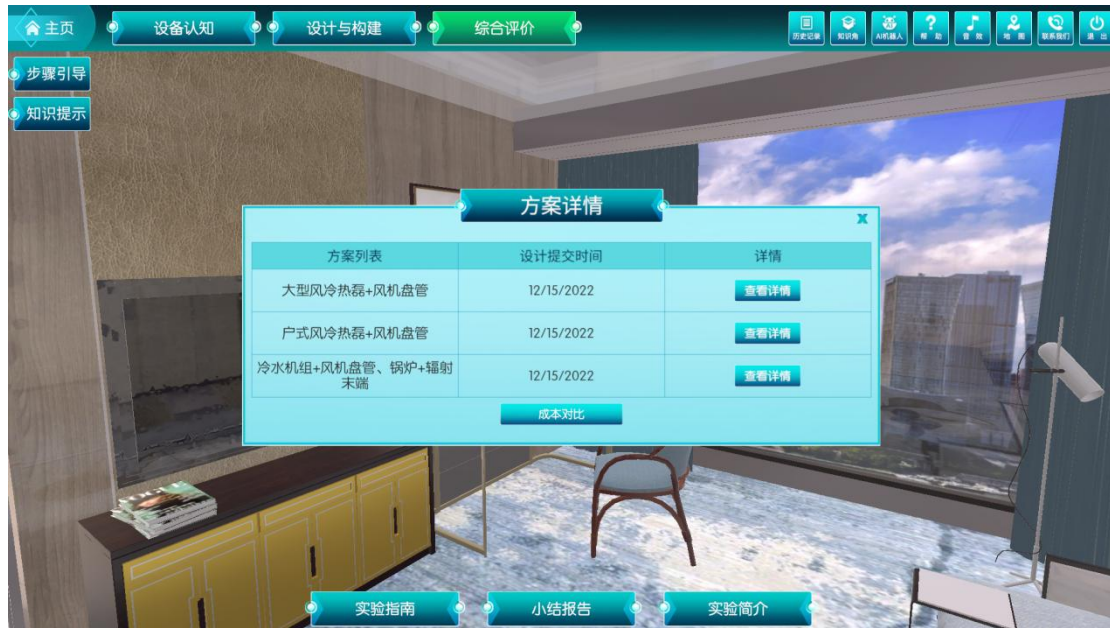 主页
设备认知
设计与构建
综合评价
历史记录
知识角
AI机器人
帮 助
音 效
地 图
联系我们
退 出
步骤引导
知识提示
方案详情
X
方案列表
设计提交时间
详情
大型风冷热磊+风机盘管
12/15/2022
查看详情
户式风冷热磊+风机盘管
12/15/2022
查看详情
冷水机组+风机盘管、锅炉+辐射
末端
12/15/2022
查看详情
成本对比
实验指南
小结报告
实验简介